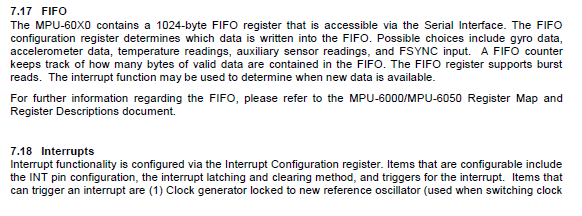 7.17 FIFO
The MPU-60X0 contains a 1024-byte FIFO register that is accessible via the Serial Interface. The FIFO
configuration register determines which data is written into the FIFO. Possible choices include gyro data,
accelerometer data, temperature readings, auxiliary sensor readings, and FSYNC input. A FIFO counter
keeps track of how many bytes of valid data are contained in the FIFO. The FIFO register supports burst
reads. The interrupt function may be used to determine when new data is available.
For further information regarding the FIFO, please refer to the MPU-6000/MPU-6050 Register Map and
Register Descriptions document.
7.18 Interrupts
Interrupt functionality is configured via the Interrupt Configuration register. Items that are configurable include
the INT pin configuration, the interrupt latching and clearing method, and triggers for the interrupt. Items that
can trigger an interrupt are (1) Clock generator locked to new reference oscillator (used when switching clock